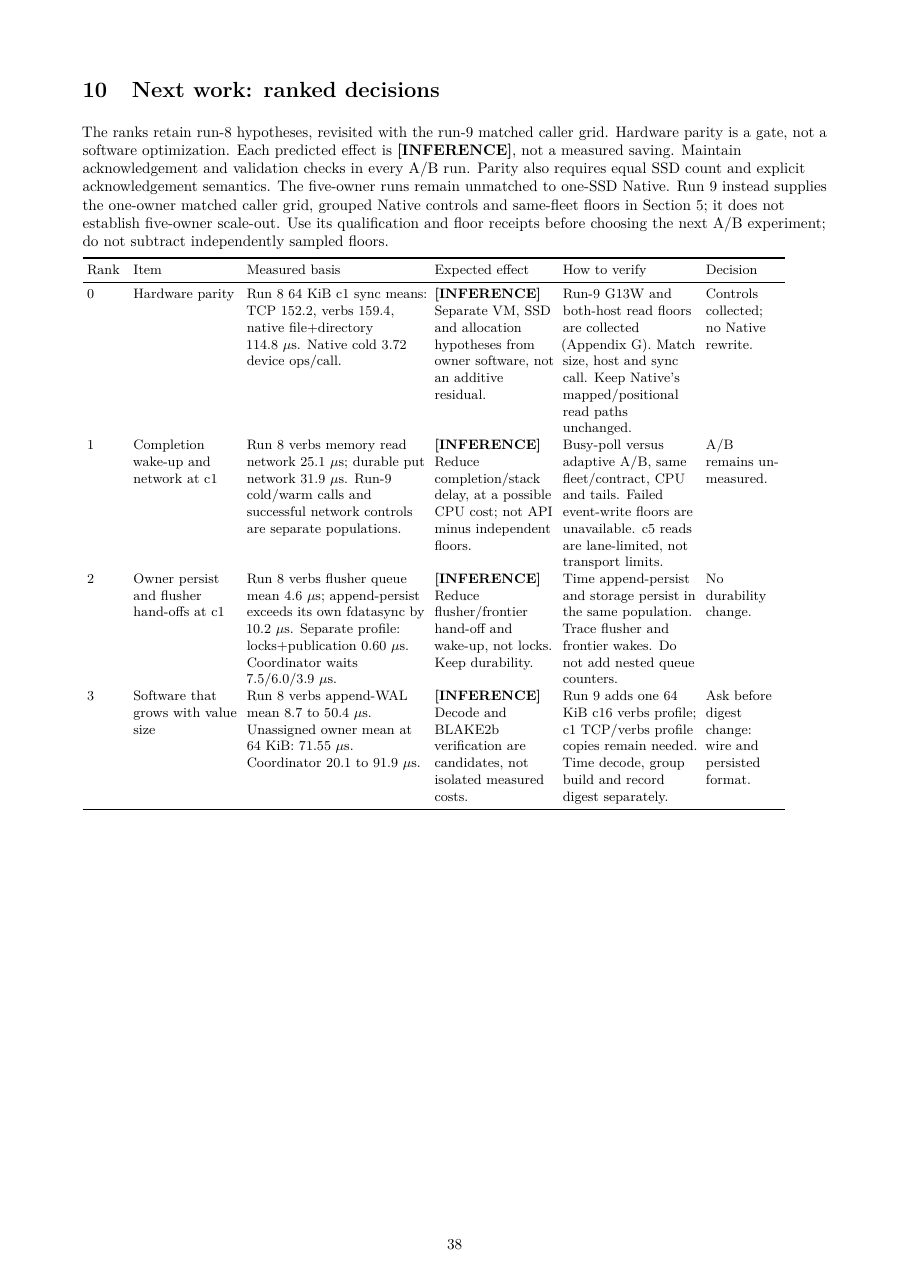 10 Next work: ranked decisions
The ranks retain run-8 hypotheses, revisited with the run-9 matched caller grid. Hardware parity is a gate, not a
software optimization. Each predicted effect is [INFERENCE], not a measured saving. Maintain
acknowledgement and validation checks in every A/B run. Parity also requires equal SSD count and explicit
acknowledgement semantics. The five-owner runs remain unmatched to one-SSD Native. Run 9 instead supplies
the one-owner matched caller grid, grouped Native controls and same-fleet floors in Section 5; it does not
establish five-owner scale-out. Use its qualification and floor receipts before choosing the next A/B experiment;
do not subtract independently sampled floors.
Rank Item Measured basis Expected effect How to verify Decision
0 Hardware parity Run 8 64 KiB c1 sync means: [INFERENCE] Run-9 G13W and Controls
TCP 152.2, verbs 159.4, Separate VM, SSD both-host read floors collected;
native file+directory and allocation are collected no Native
114.8 μs. Native cold 3.72 hypotheses from (Appendix G). Match rewrite.
device ops/call. owner software, not size, host and sync
an additive call. Keep Native's
residual. mapped/positional
read paths
unchanged.
1 Completion Run 8 verbs memory read [INFERENCE] Busy-poll versus A/B
wake-up and network 25.1 μs; durable put Reduce adaptive A/B, same remains un-
network at c1 network 31.9 μs. Run-9 completion/stack fleet/contract, CPU measured.
cold/warm calls and delay, at a possible and tails. Failed
successful network controls CPU cost; not API event-write floors are
are separate populations. minus independent unavailable. c5 reads
floors. are lane-limited, not
transport limits.
2 Owner persist Run 8 verbs flusher queue [INFERENCE] Time append-persist No
and flusher mean 4.6 μs; append-persist Reduce and storage persist in durability
hand-offs at c1 exceeds its own fdatasync by flusher/frontier the same population. change.
10.2 μs. Separate profile: hand-off and Trace flusher and
locks+publication 0.60 μs. wake-up, not locks. frontier wakes. Do
Coordinator waits Keep durability. not add nested queue
7.5/6.0/3.9 μs. counters.
3 Software that Run 8 verbs append-WAL [INFERENCE] Run 9 adds one 64 Ask before
grows with value mean 8.7 to 50.4 μs. Decode and KiB c16 verbs profile; digest
size Unassigned owner mean at BLAKE2b c1 TCP/verbs profile change:
64 KiB: 71.55 μs. verification are copies remain needed. wire and
Coordinator 20.1 to 91.9 μs. candidates, not Time decode, group persisted
isolated measured build and record format.
costs. digest separately.
38